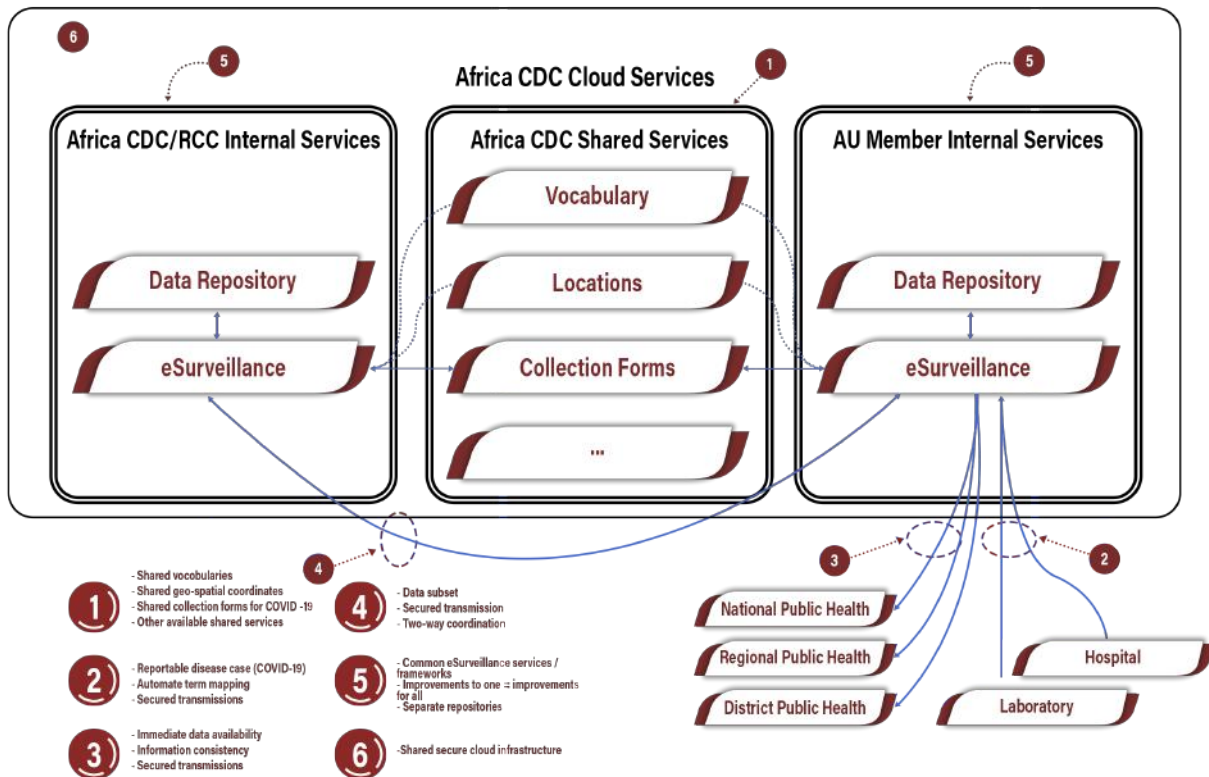 6
5
1
5
Africa CDC Cloud Services
Africa CDC/RCC Internal Services
Africa CDC Shared Services
AU Member Internal Services
Vocabulary
Data Repository
Locations
Data Repository
eSurveillance
Collection Forms
eSurveillance
...
4
3
2
1
- Shared vocobularies
- Shared geo-spatial coordinates
- Shared collection forms for COVID -19
- Other available shared services
2
- Reportable disease case (COVID-19)
- Automate term mapping
- Secured transmissions
3
- Immediate data availability
- Information consistency
- Secured transmissions
4
- Data subset
- Secured transmission
- Two-way coordination
5
- Common eSurveillance services /
frameworks
- Improvements to one = improvements
for all
- Separate repositories
6
-Shared secure cloud infrastructure
National Public Health
Regional Public Health
District Public Health
Hospital
Laboratory